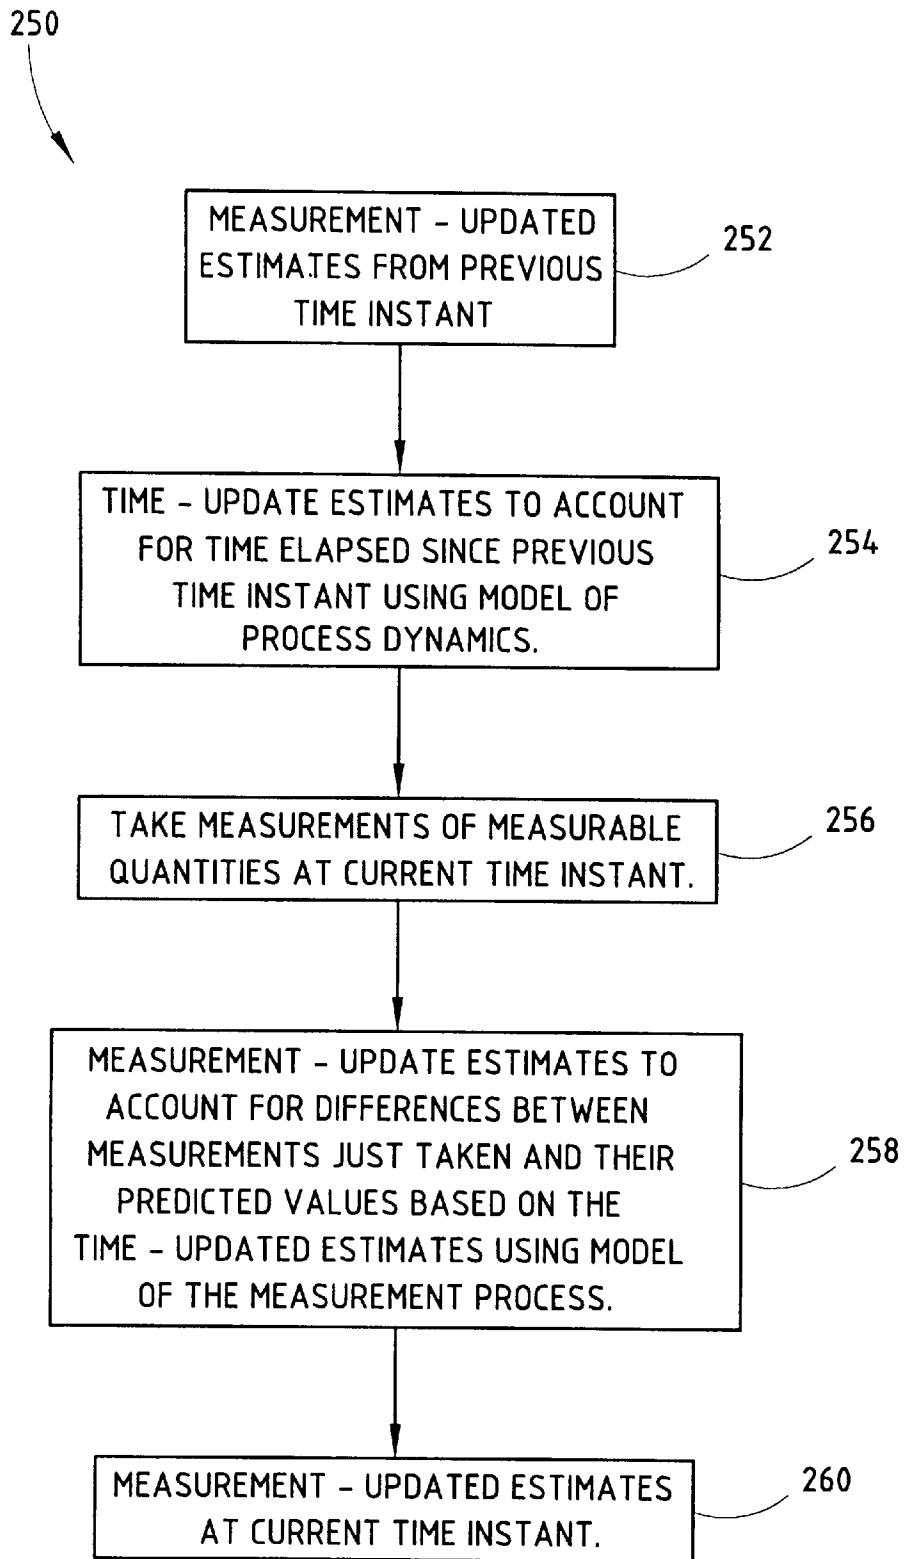 250
MEASUREMENT - UPDATED
ESTIMATES FROM PREVIOUS
TIME INSTANT
252
TIME - UPDATE ESTIMATES TO ACCOUNT
FOR TIME ELAPSED SINCE PREVIOUS
TIME INSTANT USING MODEL OF
PROCESS DYNAMICS.
254
TAKE MEASUREMENTS OF MEASURABLE
QUANTITIES AT CURRENT TIME INSTANT.
256
MEASUREMENT - UPDATE ESTIMATES TO
ACCOUNT FOR DIFFERENCES BETWEEN
MEASUREMENTS JUST TAKEN AND THEIR
PREDICTED VALUES BASED ON THE
TIME - UPDATED ESTIMATES USING MODEL
OF THE MEASUREMENT PROCESS.
258
MEASUREMENT - UPDATED ESTIMATES
AT CURRENT TIME INSTANT.
260